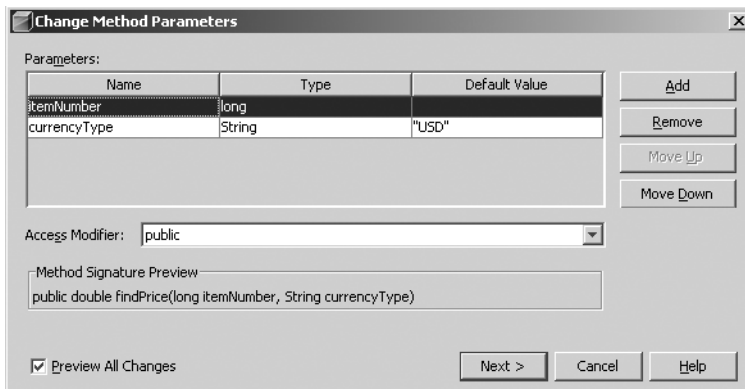 Change Method Parameters
Parameters:
Name Type Default Value
itemNumber long
currencyType String "USD"
Add
Remove
Move Up
Move Down
Access Modifier: public
Method Signature Preview
public double findPrice(long itemNumber, String currencyType)
Preview All Changes
Next > Cancel Help